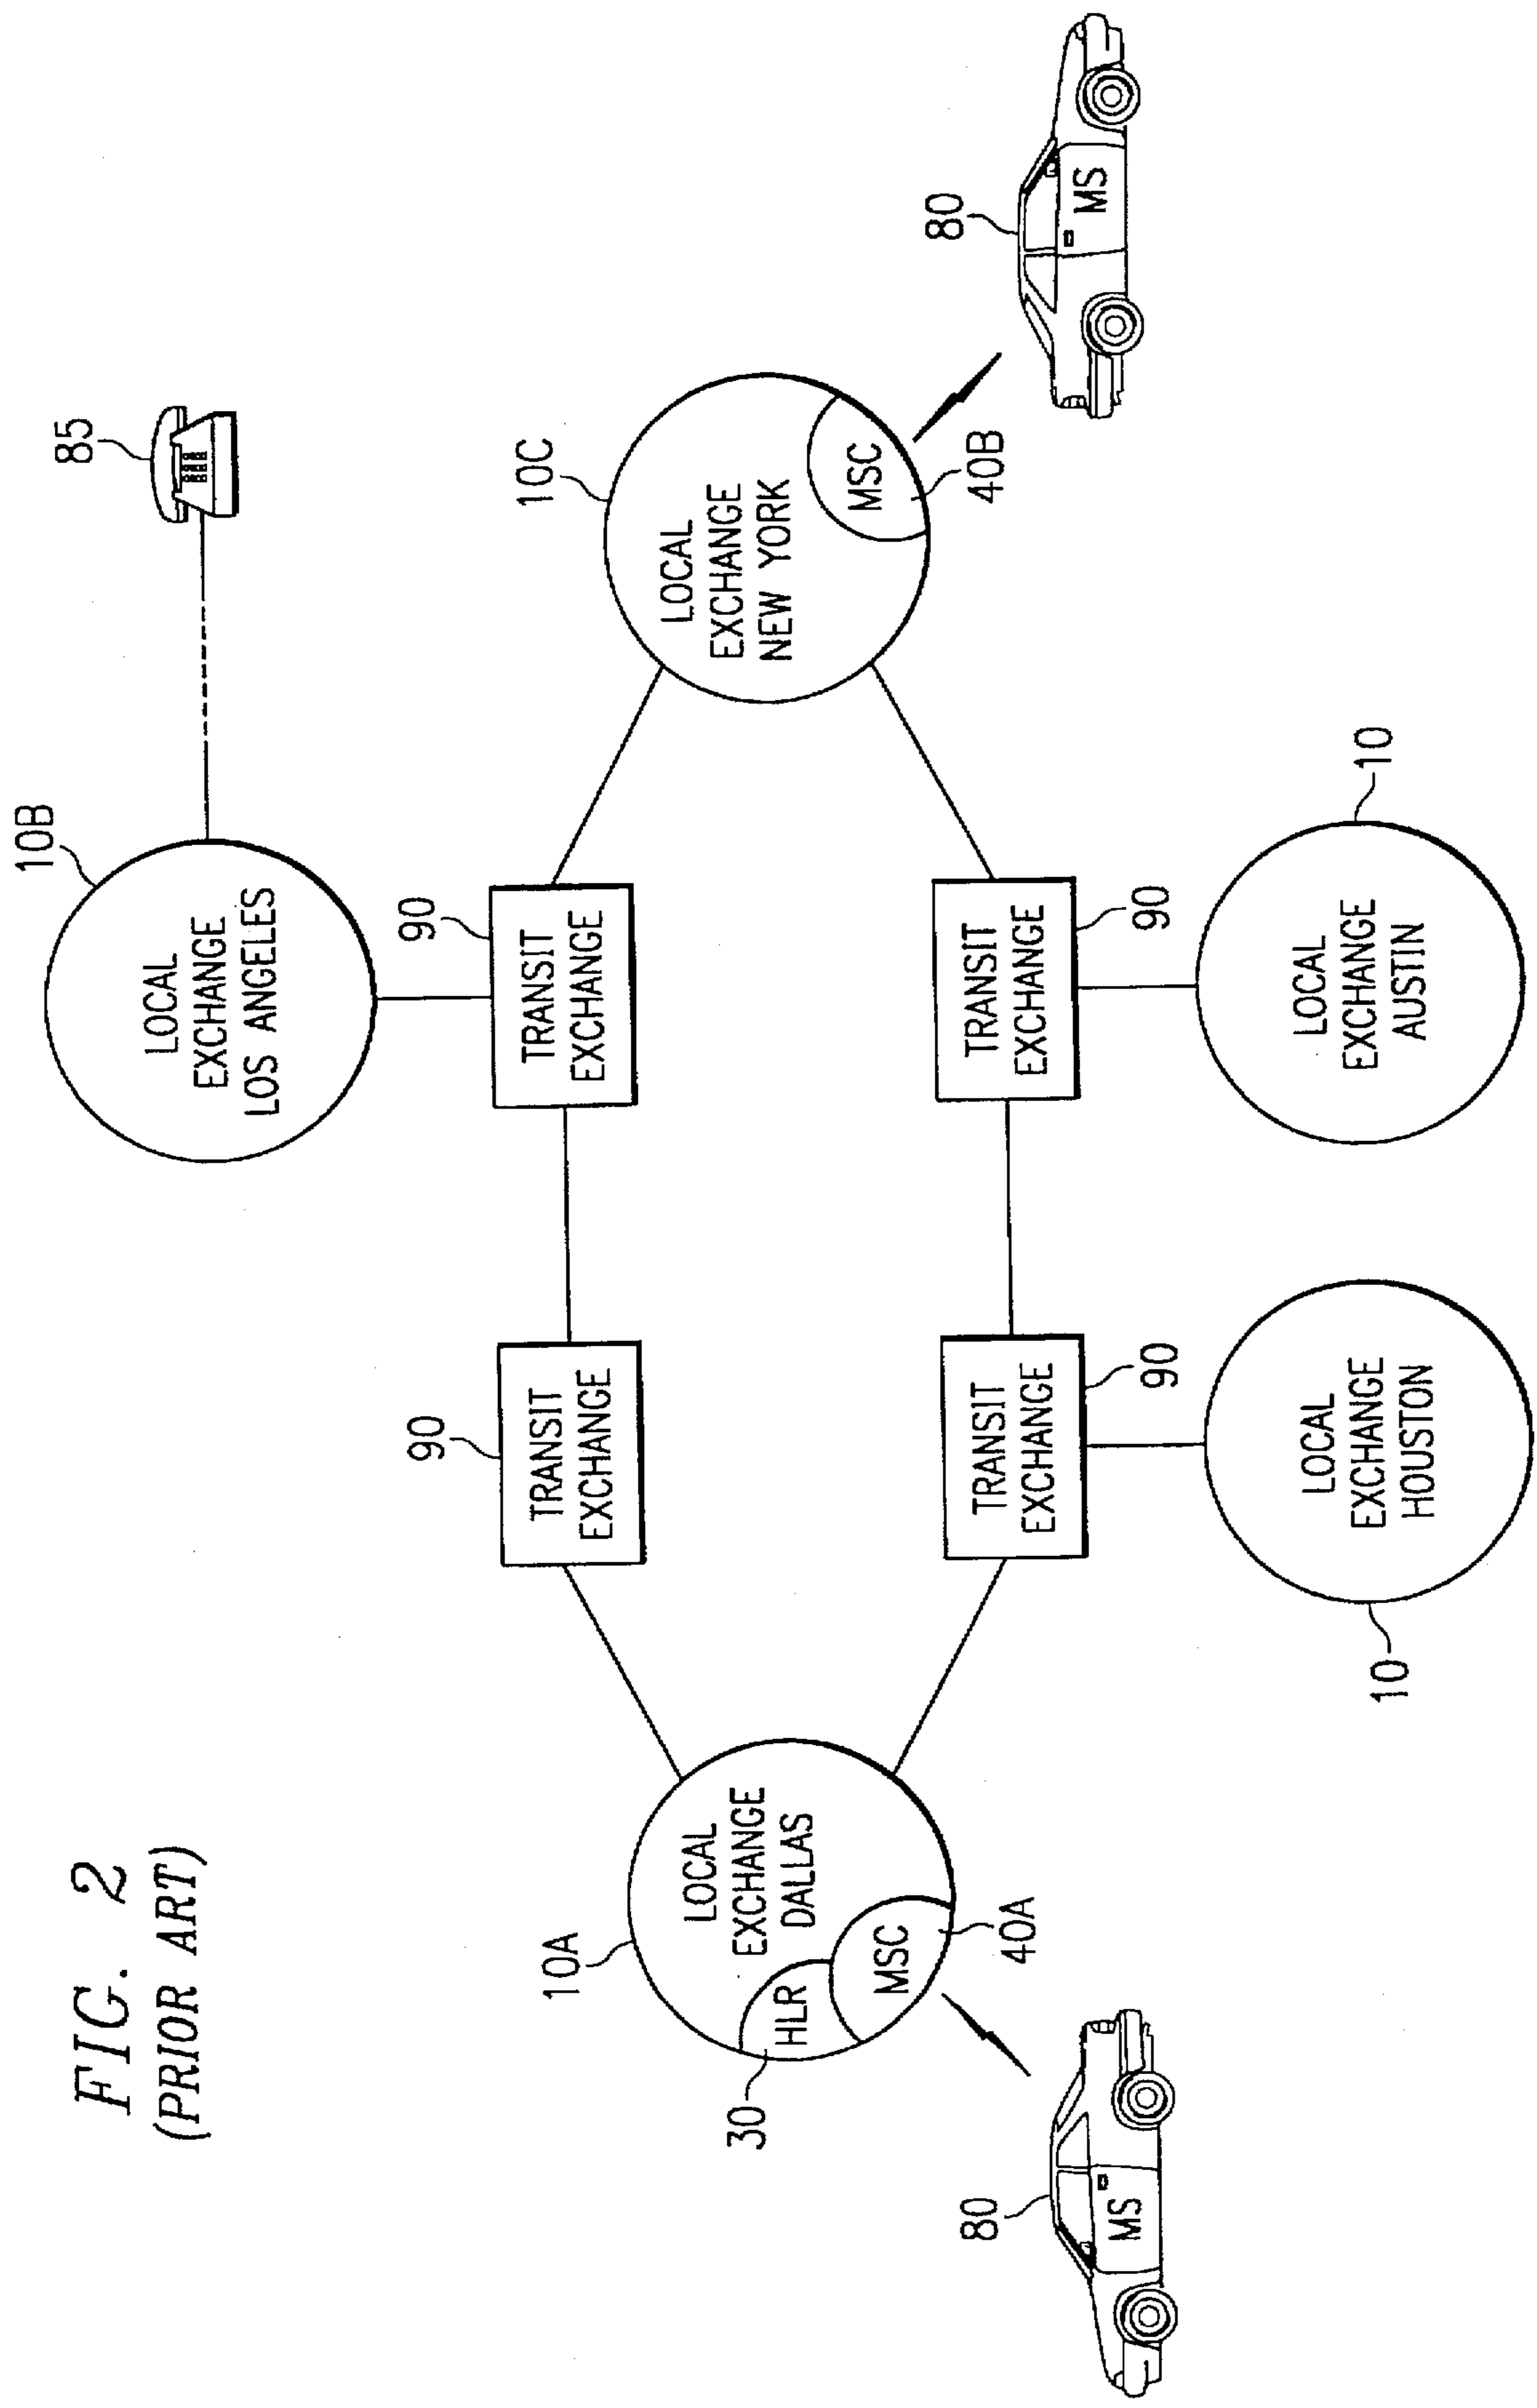 FIG. 2
(PRIOR ART)
85
10B
LOCAL
EXCHANGE
LOS ANGELES
90
TRANSIT
EXCHANGE
90
TRANSIT
EXCHANGE
10A
LOCAL
EXCHANGE
DALLAS
HLR
30
MSC
40A
80
MS
10C
LOCAL
EXCHANGE
NEW YORK
MSC
40B
80
MS
TRANSIT
EXCHANGE
90
TRANSIT
EXCHANGE
90
LOCAL
EXCHANGE
HOUSTON
10
LOCAL
EXCHANGE
AUSTIN
10